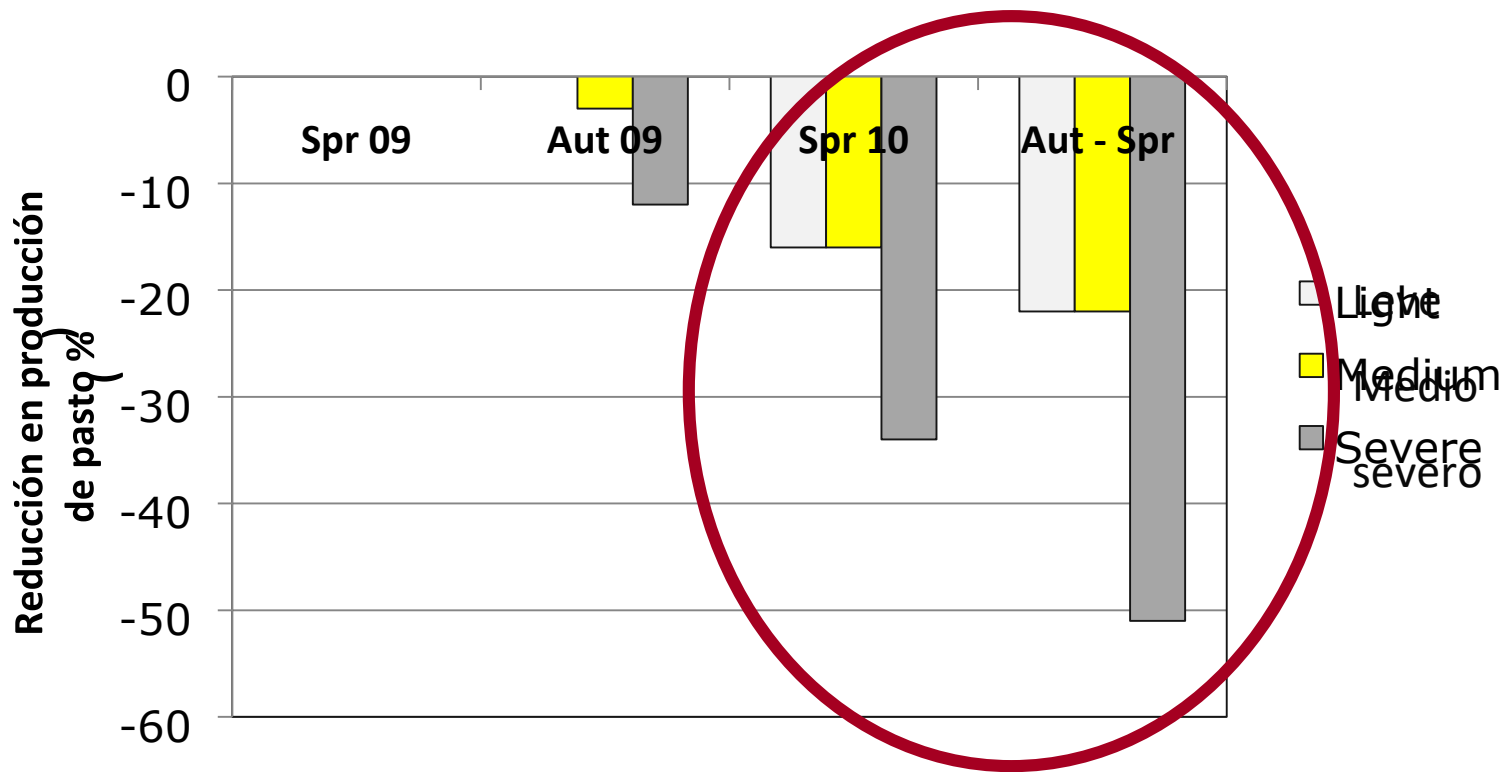 0
-10
-20
-30
-40
-50
-60
Reducción en producción
de pasto %
Spr 09
Aut 09
Spr 10
Aut - Spr
Light
Leve
Medium
Medio
Severe
severo